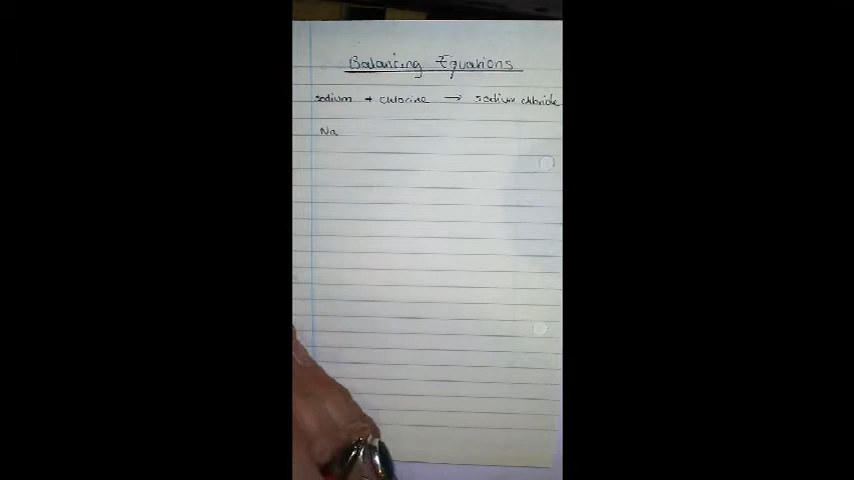 Balancing Equations
sodium + chlorine → sodium chloride
Na